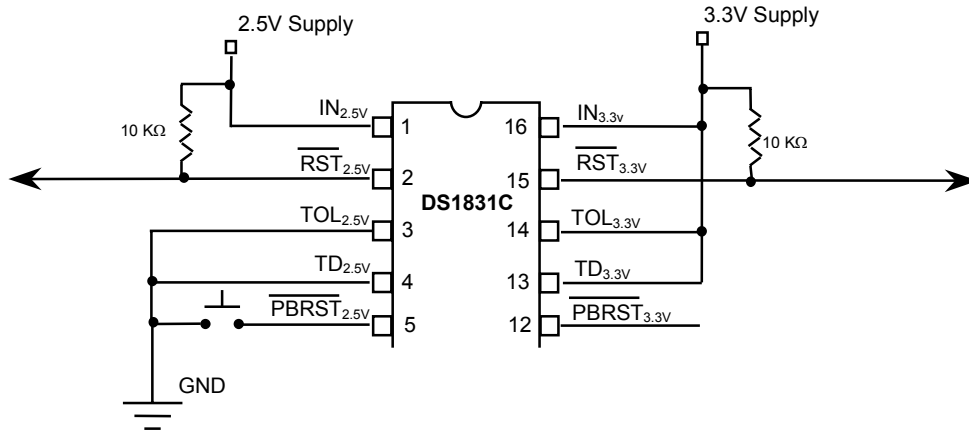 2.5V Supply
3.3V Supply
10 KΩ
IN2.5V
1
16
IN3.3v
10 KΩ
RST2.5V
2
15
RST3.3V
DS1831C
TOL2.5V
3
14
TOL3.3V
TD2.5V
4
13
TD3.3V
PBRST2.5V
5
12
PBRST3.3V
GND